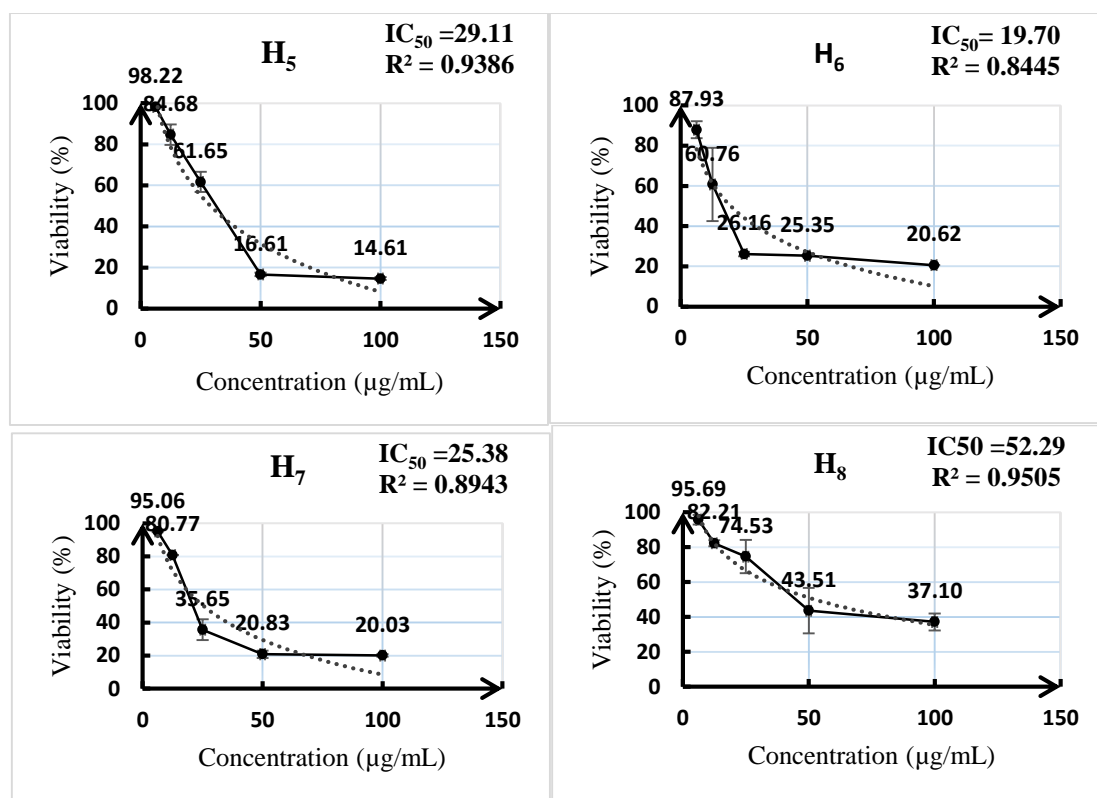 H₅
IC₅₀ =29.11
R² = 0.9386
98.22
84.68
61.65
16.61
14.61
100
80
60
40
20
0
0 50 100 150
Viability (%)
Concentration (µg/mL)
H₆
IC₅₀= 19.70
R² = 0.8445
87.93
60.76
26.16
25.35
20.62
100
80
60
40
20
0
0 50 100 150
Viability (%)
Concentration (µg/mL)
H₇
IC₅₀ =25.38
R² = 0.8943
95.06
80.77
35.65
20.83
20.03
100
80
60
40
20
0
0 50 100 150
Viability (%)
Concentration (µg/mL)
H₈
IC50 =52.29
R² = 0.9505
95.69
82.21
74.53
43.51
37.10
100
80
60
40
20
0
0 50 100 150
Viability (%)
Concentration (µg/mL)